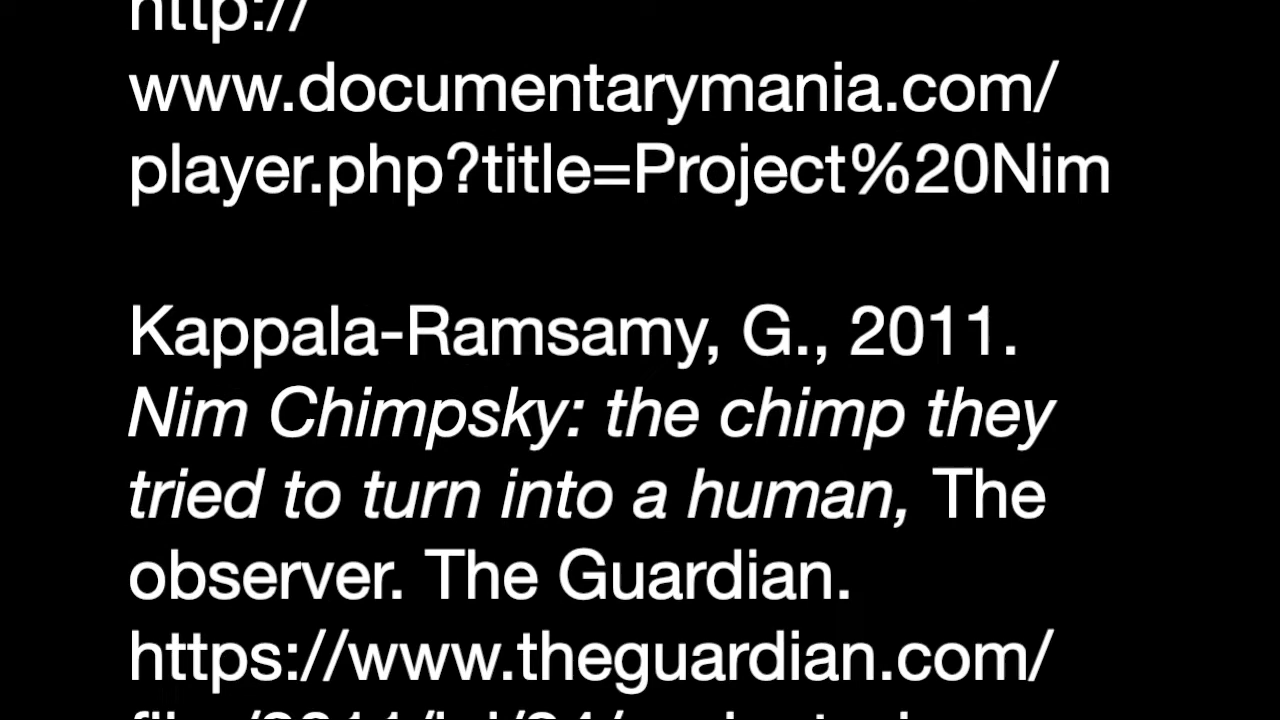 http://
www.documentarymania.com/
player.php?title=Project%20Nim
Kappala-Ramsamy, G., 2011.
Nim Chimpsky: the chimp they
tried to turn into a human, The
observer. The Guardian.
https://www.theguardian.com/